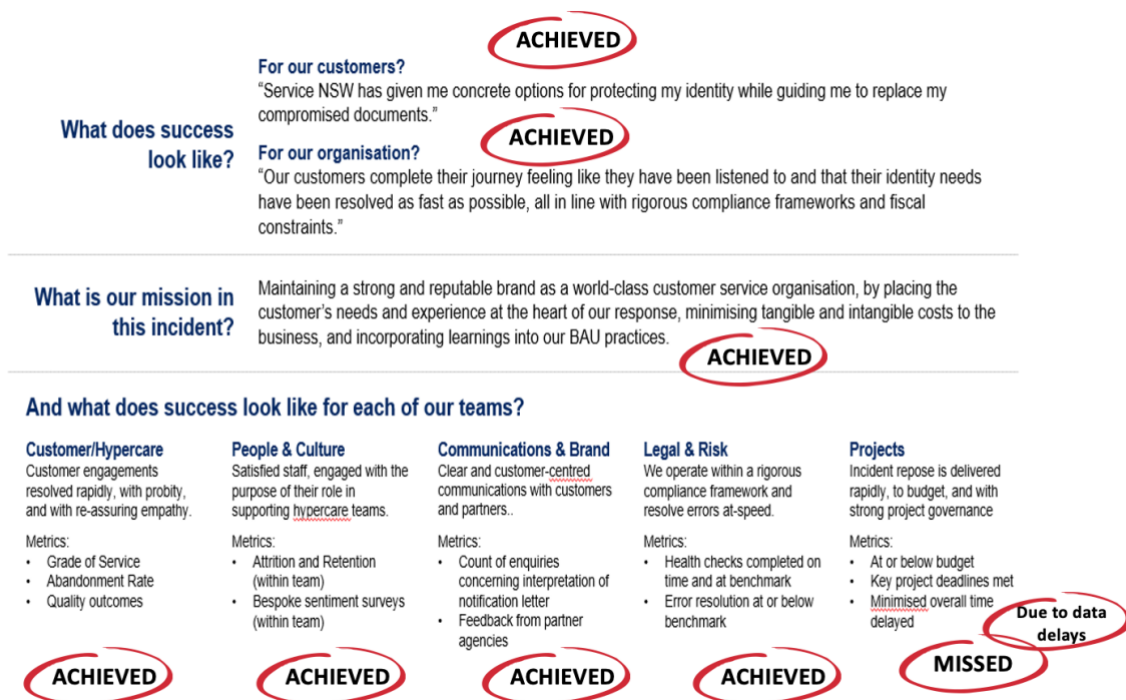 ACHIEVED
For our customers?
“Service NSW has given me concrete options for protecting my identity while guiding me to replace my
compromised documents.”
What does success
look like?
ACHIEVED
For our organisation?
“Our customers complete their journey feeling like they have been listened to and that their identity needs
have been resolved as fast as possible, all in line with rigorous compliance frameworks and fiscal
constraints.”
What is our mission in
this incident?
Maintaining a strong and reputable brand as a world-class customer service organisation, by placing the
customer’s needs and experience at the heart of our response, minimising tangible and intangible costs to the
business, and incorporating learnings into our BAU practices.
ACHIEVED
And what does success look like for each of our teams?
Customer/Hypercare
Customer engagements
resolved rapidly, with probity,
and with re-assuring empathy.
Metrics:
• Grade of Service
• Abandonment Rate
• Quality outcomes
ACHIEVED
People & Culture
Satisfied staff, engaged with the
purpose of their role in
supporting hypercare teams.
Metrics:
• Attrition and Retention
(within team)
• Bespoke sentiment surveys
(within team)
ACHIEVED
Communications & Brand
Clear and customer-centred
communications with customers
and partners..
Metrics:
• Count of enquiries
concerning interpretation of
notification letter
• Feedback from partner
agencies
ACHIEVED
Legal & Risk
We operate within a rigorous
compliance framework and
resolve errors at-speed.
Metrics:
• Health checks completed on
time and at benchmark
• Error resolution at or below
benchmark
ACHIEVED
Projects
Incident repose is delivered
rapidly, to budget, and with
strong project governance
Metrics:
• At or below budget
• Key project deadlines met
• Minimised overall time
delayed
Due to data
delays
MISSED